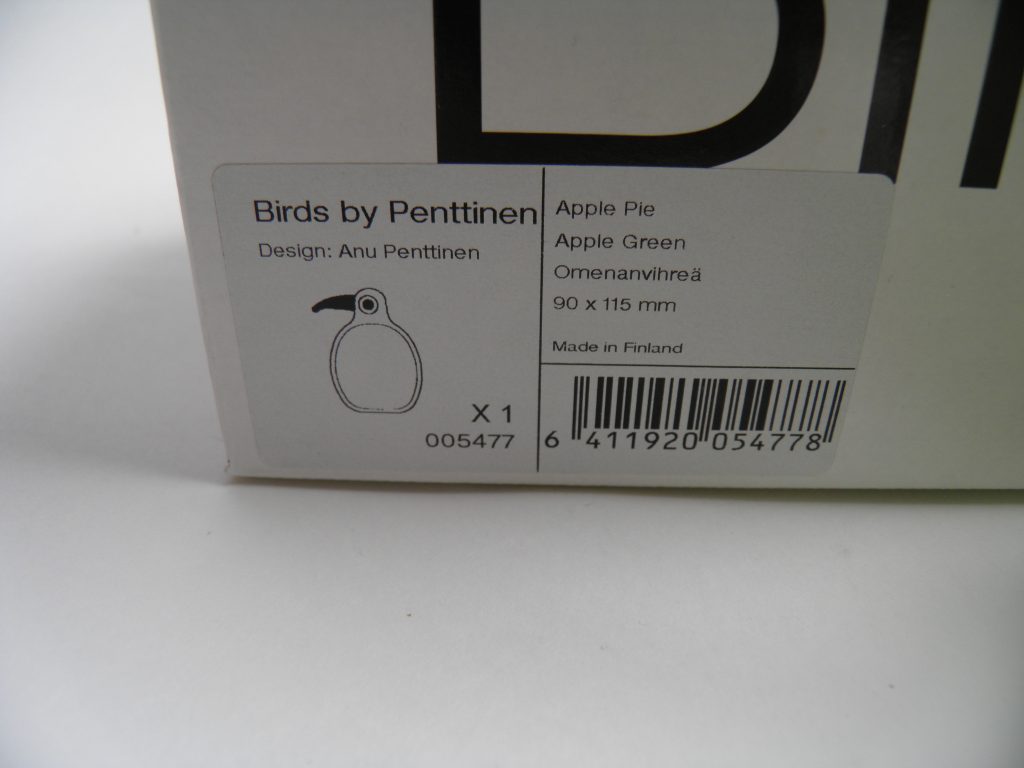 Birds by Penttinen
Design: Anu Penttinen
X 1
005477
Apple Pie
Apple Green
Omenanvihreä
90 x 115 mm
Made in Finland
6 411920 054778